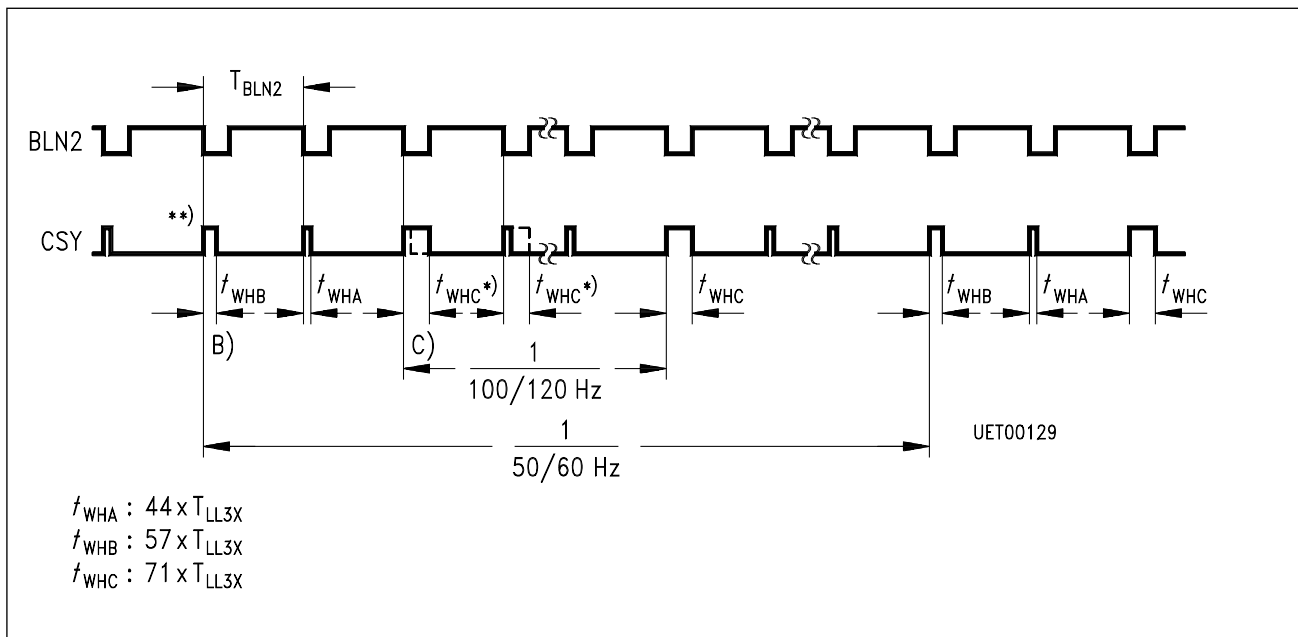 T_BLN2
BLN2
**)
CSY
t_WHB t_WHA t_WHC*) t_WHC*) t_WHC t_WHB t_WHA t_WHC
B) C)
1
100/120 Hz
1
50/60 Hz
UET00129
t_WHA : 44 x T_LL3X
t_WHB : 57 x T_LL3X
t_WHC : 71 x T_LL3X